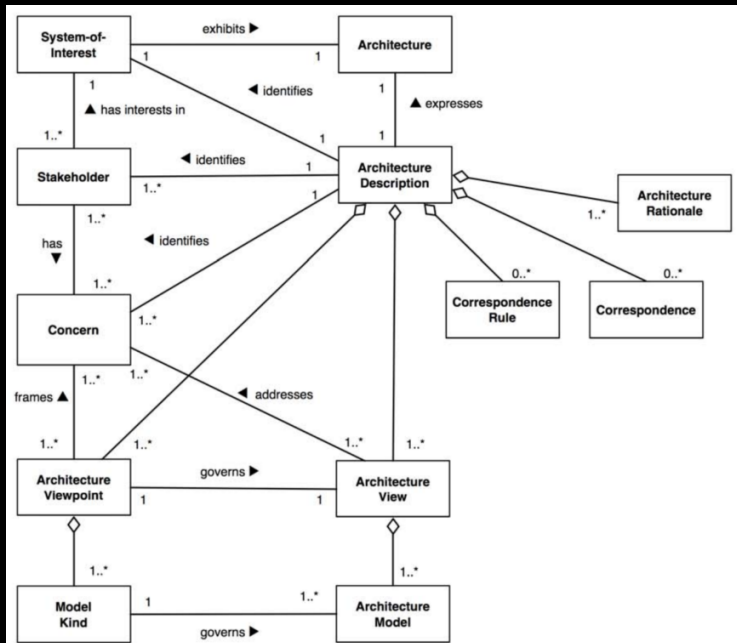 System-of-
Interest
exhibits ►
Architecture
1
1
1
1
1
◄ identifies
▲ has interests in
▲ expresses
1..*
1
1
Stakeholder
◄ identifies
1
1..*
Architecture
Description
1
1..*
Architecture
Rationale
1..*
has
▼
◄ identifies
1..*
0..*
0..*
1..*
Concern
Correspondence
Rule
Correspondence
1..*
1..*
frames ▲
◄ addresses
1..*
1..*
1..*
1..*
Architecture
Viewpoint
governs ►
1
1
Architecture
View
1..*
1..*
Model
Kind
1
1..*
governs ►
Architecture
Model